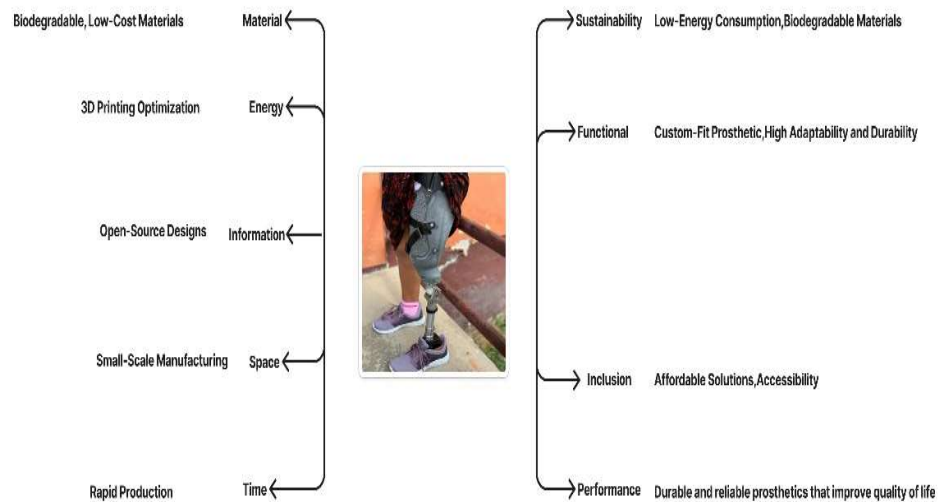 Biodegradable, Low-Cost Materials Material
3D Printing Optimization Energy
Open-Source Designs Information
Small-Scale Manufacturing Space
Rapid Production Time
Sustainability Low-Energy Consumption,Biodegradable Materials
Functional Custom-Fit Prosthetic,High Adaptability and Durability
Inclusion Affordable Solutions,Accessibility
Performance Durable and reliable prosthetics that improve quality of life